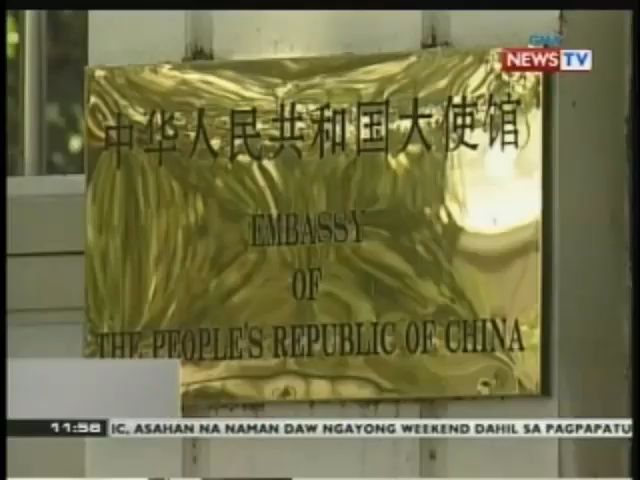 GMA
NEWS TV
中华人民共和国大使馆
EMBASSY
OF
THE PEOPLE'S REPUBLIC OF CHINA
11:58 IC, ASAHAN NA NAMAN DAW NGAYONG WEEKEND DAHIL SA PAGPAPATU